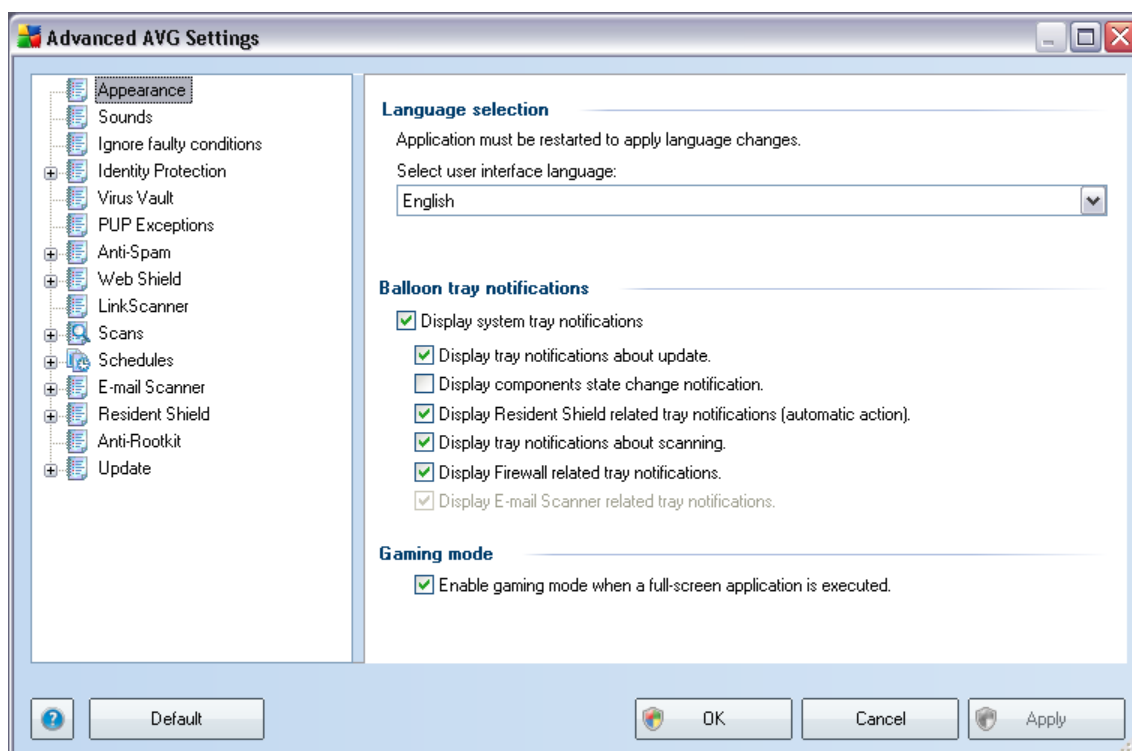 Advanced AVG Settings
Appearance
Sounds
Ignore faulty conditions
Identity Protection
Virus Vault
PUP Exceptions
Anti-Spam
Web Shield
LinkScanner
Scans
Schedules
E-mail Scanner
Resident Shield
Anti-Rootkit
Update
Language selection
Application must be restarted to apply language changes.
Select user interface language:
English
Balloon tray notifications
Display system tray notifications
Display tray notifications about update.
Display components state change notification.
Display Resident Shield related tray notifications (automatic action).
Display tray notifications about scanning.
Display Firewall related tray notifications.
Display E-mail Scanner related tray notifications.
Gaming mode
Enable gaming mode when a full-screen application is executed.
? Default OK Cancel Apply